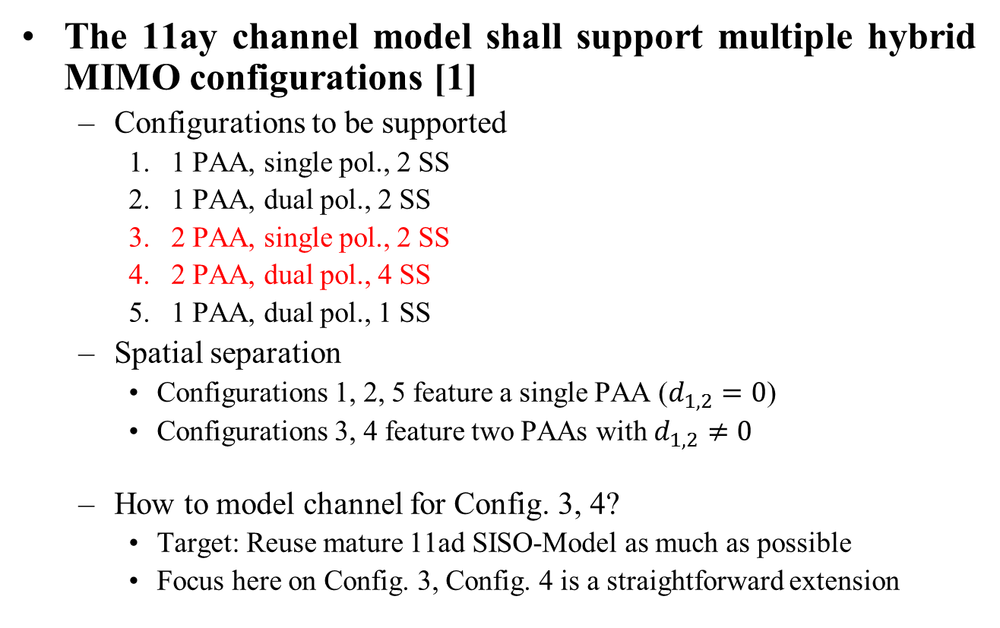 • The 11ay channel model shall support multiple hybrid
MIMO configurations [1]
– Configurations to be supported
1. 1 PAA, single pol., 2 SS
2. 1 PAA, dual pol., 2 SS
3. 2 PAA, single pol., 2 SS
4. 2 PAA, dual pol., 4 SS
5. 1 PAA, dual pol., 1 SS
– Spatial separation
• Configurations 1, 2, 5 feature a single PAA (𝑑₁,₂ = 0)
• Configurations 3, 4 feature two PAAs with 𝑑₁,₂ ≠ 0
– How to model channel for Config. 3, 4?
• Target: Reuse mature 11ad SISO-Model as much as possible
• Focus here on Config. 3, Config. 4 is a straightforward extension